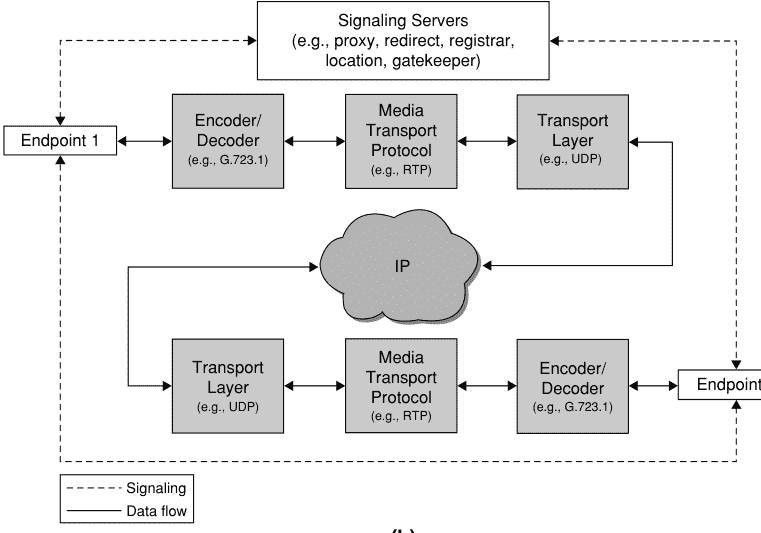 Signaling Servers
(e.g., proxy, redirect, registrar,
location, gatekeeper)
Endpoint 1
Encoder/
Decoder
(e.g., G.723.1)
Media
Transport
Protocol
(e.g., RTP)
Transport
Layer
(e.g., UDP)
IP
Transport
Layer
(e.g., UDP)
Media
Transport
Protocol
(e.g., RTP)
Encoder/
Decoder
(e.g., G.723.1)
Endpoint
Signaling
Data flow